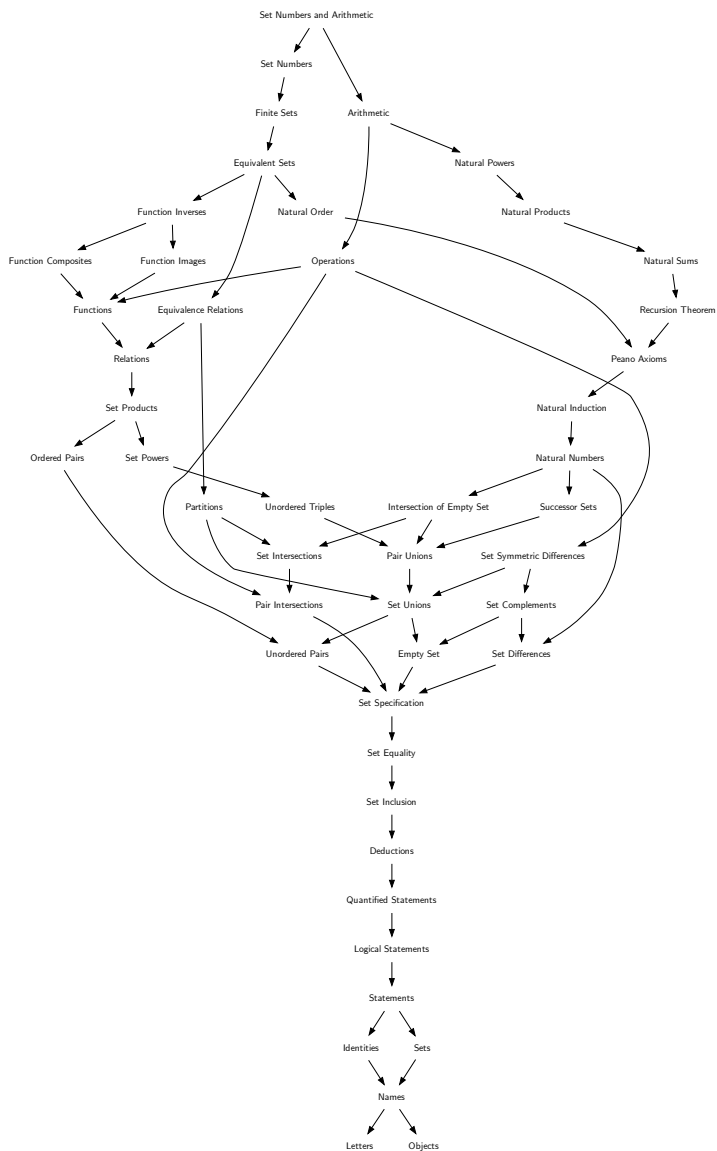 Set Numbers and Arithmetic
Set Numbers
Finite Sets
Arithmetic
Equivalent Sets
Natural Powers
Function Inverses
Natural Order
Natural Products
Function Composites
Function Images
Operations
Natural Sums
Functions
Equivalence Relations
Recursion Theorem
Relations
Peano Axioms
Set Products
Natural Induction
Ordered Pairs
Set Powers
Natural Numbers
Partitions
Unordered Triples
Intersection of Empty Set
Successor Sets
Set Intersections
Pair Unions
Set Symmetric Differences
Pair Intersections
Set Unions
Set Complements
Unordered Pairs
Empty Set
Set Differences
Set Specification
Set Equality
Set Inclusion
Deductions
Quantified Statements
Logical Statements
Statements
Identities
Sets
Names
Letters
Objects